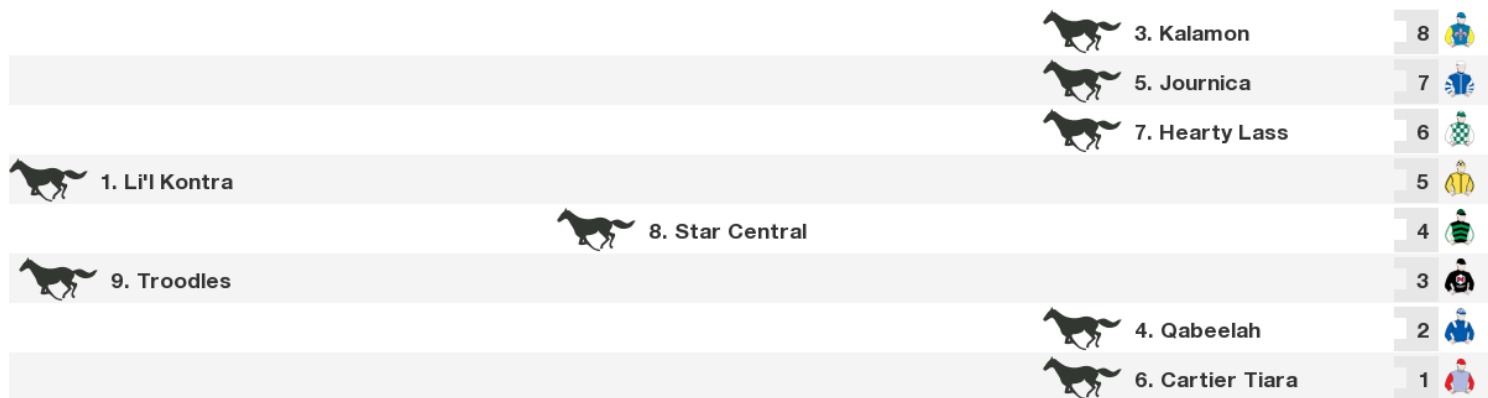 3. Kalamon 8
5. Journica 7
7. Hearty Lass 6
1. Li'l Kontra 5
8. Star Central 4
9. Troodles 3
4. Qabeelah 2
6. Cartier Tiara 1